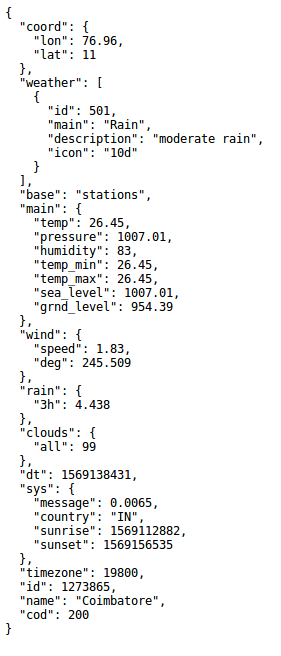 {
  "coord": {
    "lon": 76.96,
    "lat": 11
  },
  "weather": [
    {
      "id": 501,
      "main": "Rain",
      "description": "moderate rain",
      "icon": "10d"
    }
  ],
  "base": "stations",
  "main": {
    "temp": 26.45,
    "pressure": 1007.01,
    "humidity": 83,
    "temp_min": 26.45,
    "temp_max": 26.45,
    "sea_level": 1007.01,
    "grnd_level": 954.39
  },
  "wind": {
    "speed": 1.83,
    "deg": 245.509
  },
  "rain": {
    "3h": 4.438
  },
  "clouds": {
    "all": 99
  },
  "dt": 1569138431,
  "sys": {
    "message": 0.0065,
    "country": "IN",
    "sunrise": 1569112882,
    "sunset": 1569156535
  },
  "timezone": 19800,
  "id": 1273865,
  "name": "Coimbatore",
  "cod": 200
}